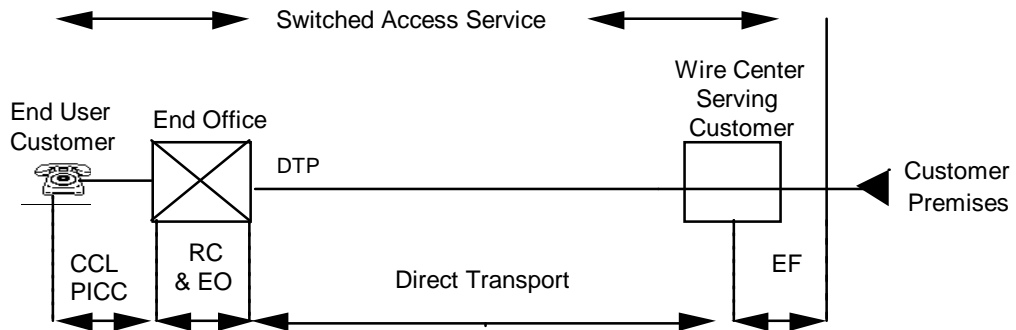 Switched Access Service
Wire Center
Serving
Customer
End User
Customer
End Office
DTP
Customer
Premises
CCL
PICC
RC
& EO
Direct Transport
EF